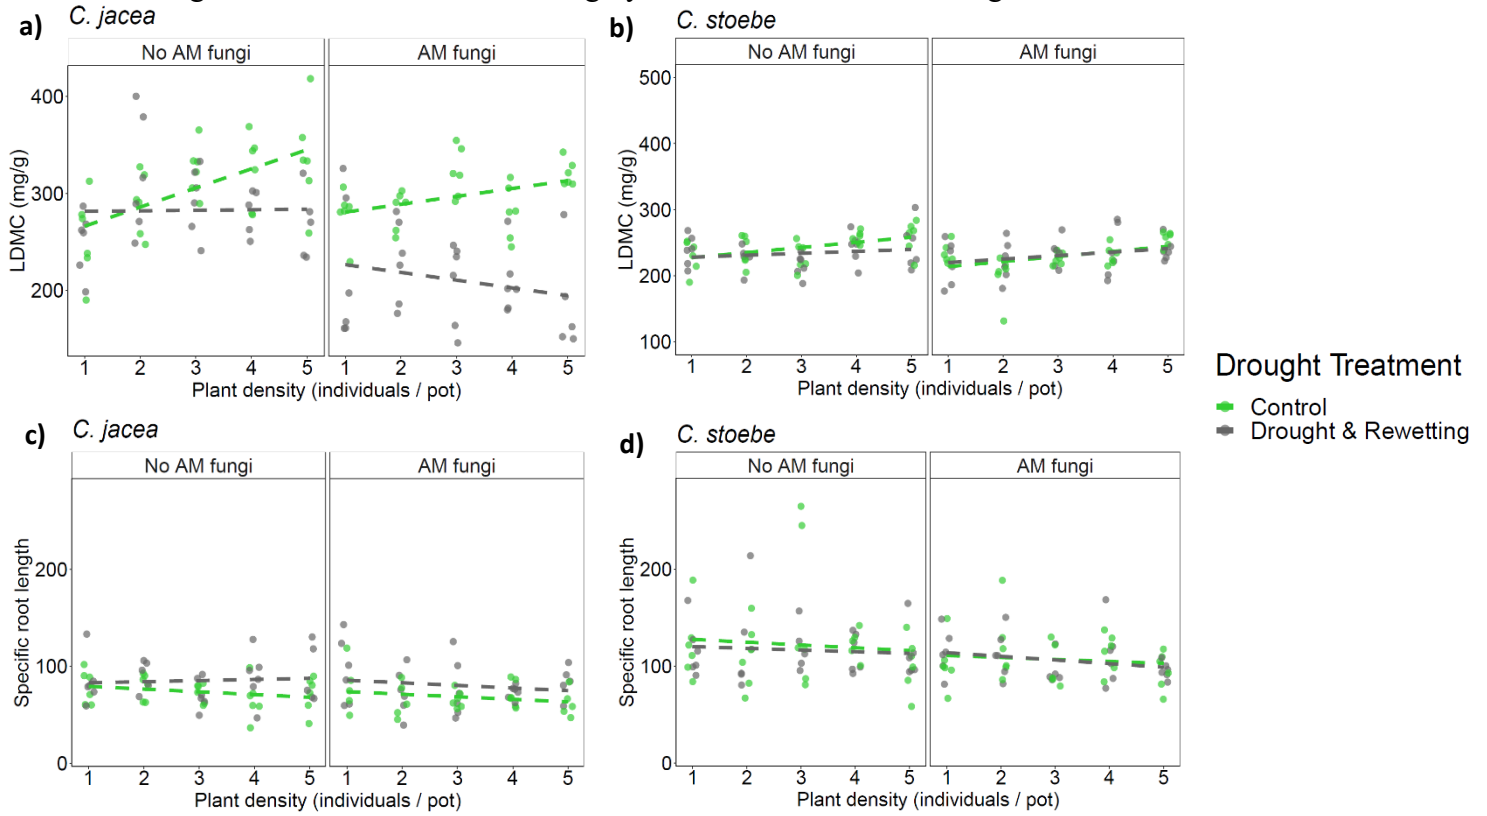 a) C. jacea
No AM fungi AM fungi
400
300
200
LDMC (mg/g)
1 2 3 4 5 1 2 3 4 5
Plant density (individuals / pot)
b) C. stoebe
No AM fungi AM fungi
500
400
300
200
100
LDMC (mg/g)
1 2 3 4 5 1 2 3 4 5
Plant density (individuals / pot)
Drought Treatment
Control
Drought & Rewetting
c) C. jacea
No AM fungi AM fungi
200
100
0
Specific root length
1 2 3 4 5 1 2 3 4 5
Plant density (individuals / pot)
d) C. stoebe
No AM fungi AM fungi
200
100
0
Specific root length
1 2 3 4 5 1 2 3 4 5
Plant density (individuals / pot)